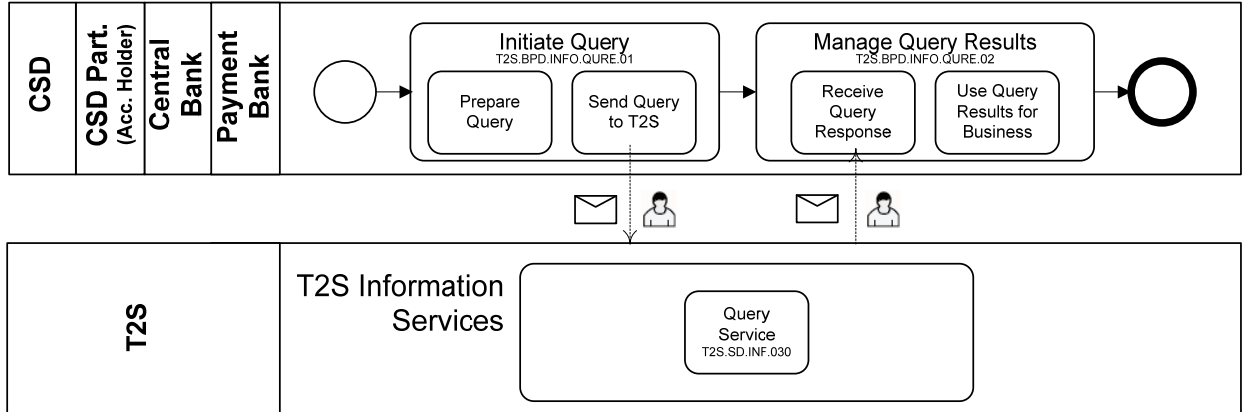 CSD
CSD Part.
(Acc. Holder)
Central
Bank
Payment
Bank
Initiate Query
T2S.BPD.INFO.QURE.01
Prepare
Query
Send Query
to T2S
Manage Query Results
T2S.BPD.INFO.QURE.02
Receive
Query
Response
Use Query
Results for
Business
T2S
T2S Information
Services
Query
Service
T2S.SD.INF.030